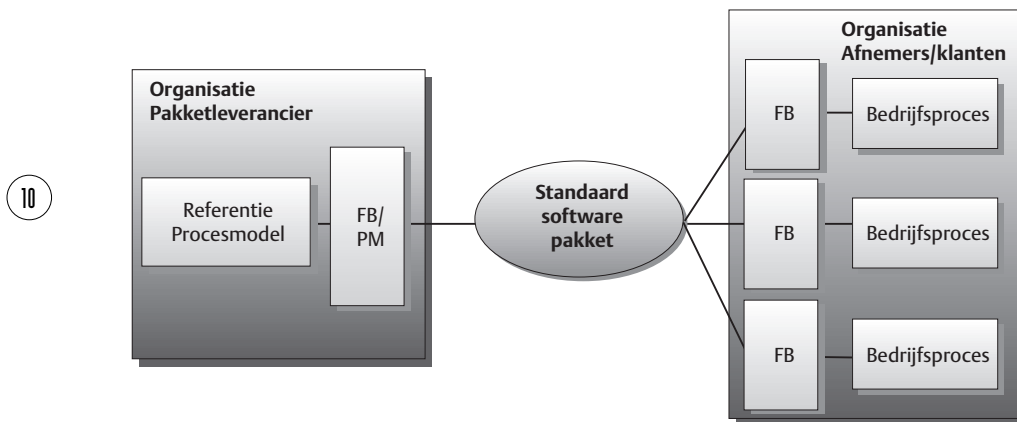 10
Organisatie
Pakketleverancier
Referentie
Procesmodel
FB/
PM
Standaard
software
pakket
Organisatie
Afnemers/klanten
FB
Bedrijfsproces
FB
Bedrijfsproces
FB
Bedrijfsproces